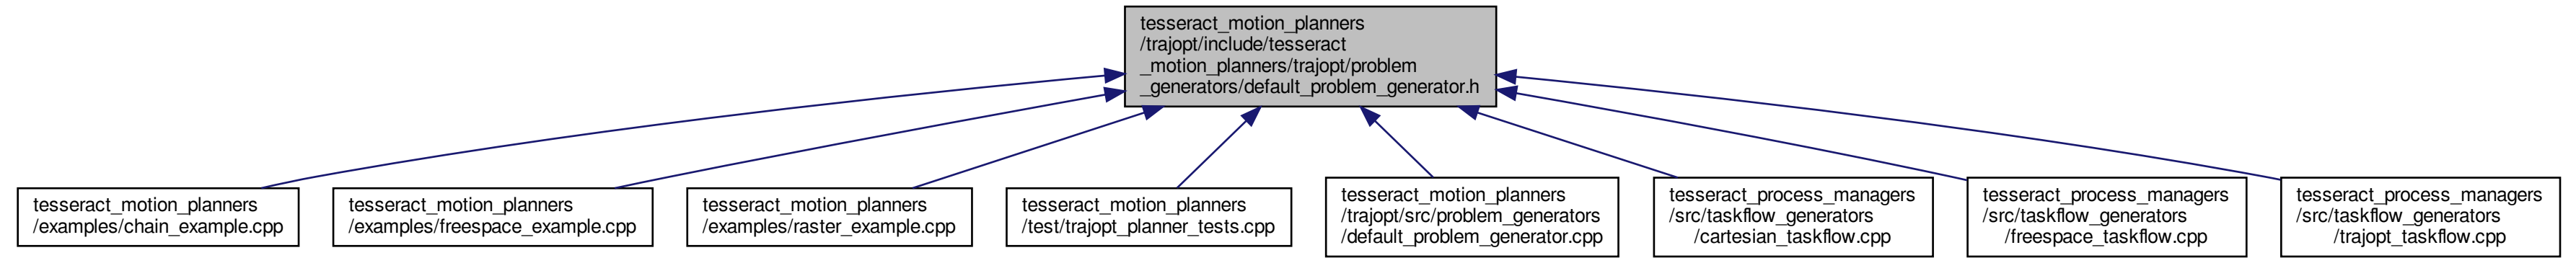 tesseract_motion_planners
/trajopt/include/tesseract
_motion_planners/trajopt/problem
_generators/default_problem_generator.h
tesseract_motion_planners
/examples/chain_example.cpp
tesseract_motion_planners
/examples/freespace_example.cpp
tesseract_motion_planners
/examples/raster_example.cpp
tesseract_motion_planners
/test/trajopt_planner_tests.cpp
tesseract_motion_planners
/trajopt/src/problem_generators
/default_problem_generator.cpp
tesseract_process_managers
/src/taskflow_generators
/cartesian_taskflow.cpp
tesseract_process_managers
/src/taskflow_generators
/freespace_taskflow.cpp
tesseract_process_managers
/src/taskflow_generators
/trajopt_taskflow.cpp